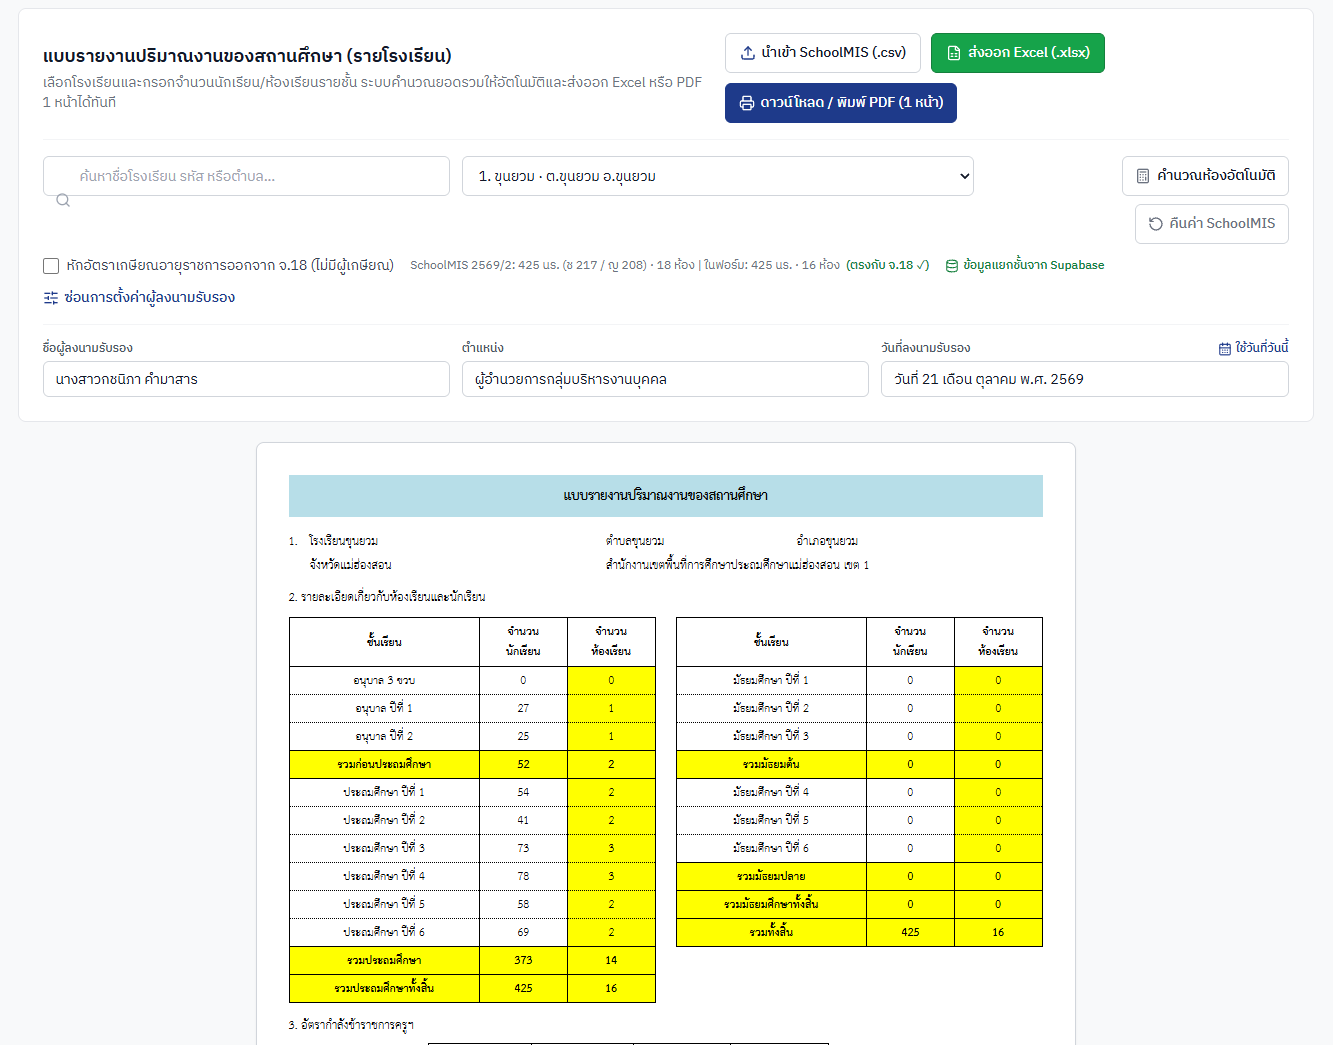 แบบรายงานปริมาณงานของสถานศึกษา (รายโรงเรียน)
เลือกโรงเรียนและกรอกจำนวนนักเรียน/ห้องเรียนรายชั้น ระบบคำนวณยอดรวมให้อัตโนมัติและส่งออก Excel หรือ PDF
1 หน้าได้ทันที
นำเข้า SchoolMIS (.csv)
ส่งออก Excel (.xlsx)
ดาวน์โหลด / พิมพ์ PDF (1 หน้า)
ค้นหาชื่อโรงเรียน รหัส หรือตำบล...
1. ขุนยวม · ต.ขุนยวม อ.ขุนยวม
คำนวณห้องอัตโนมัติ
คืนค่า SchoolMIS
หักอัตราเกษียณอายุราชการออกจาก จ.18 (ไม่มีผู้เกษียณ)
SchoolMIS 2569/2: 425 นร. (ช 217 / ญ 208) · 18 ห้อง | ในฟอร์ม: 425 นร. · 16 ห้อง (ตรงกับ จ.18 ✓)
ข้อมูลแยกชั้นจาก Supabase
ซ่อนการตั้งค่าผู้ลงนามรับรอง
ชื่อผู้ลงนามรับรอง
ตำแหน่ง
วันที่ลงนามรับรอง
ใช้วันที่วันนี้
นางสาวกชนิภา คำมาสาร
ผู้อำนวยการกลุ่มบริหารงานบุคคล
วันที่ 21 เดือน ตุลาคม พ.ศ. 2569
แบบรายงานปริมาณงานของสถานศึกษา
1. โรงเรียนขุนยวม ตำบลขุนยวม อำเภอขุนยวม
จังหวัดแม่ฮ่องสอน สำนักงานเขตพื้นที่การศึกษาประถมศึกษาแม่ฮ่องสอน เขต 1
2. รายละเอียดเกี่ยวกับห้องเรียนและนักเรียน
ชั้นเรียน จำนวนนักเรียน จำนวนห้องเรียน
อนุบาล 3 ขวบ 0 0
อนุบาล ปีที่ 1 27 1
อนุบาล ปีที่ 2 25 1
รวมก่อนประถมศึกษา 52 2
ประถมศึกษา ปีที่ 1 54 2
ประถมศึกษา ปีที่ 2 41 2
ประถมศึกษา ปีที่ 3 73 3
ประถมศึกษา ปีที่ 4 78 3
ประถมศึกษา ปีที่ 5 58 2
ประถมศึกษา ปีที่ 6 69 2
รวมประถมศึกษา 373 14
รวมประถมศึกษาทั้งสิ้น 425 16
ชั้นเรียน จำนวนนักเรียน จำนวนห้องเรียน
มัธยมศึกษา ปีที่ 1 0 0
มัธยมศึกษา ปีที่ 2 0 0
มัธยมศึกษา ปีที่ 3 0 0
รวมมัธยมต้น 0 0
มัธยมศึกษา ปีที่ 4 0 0
มัธยมศึกษา ปีที่ 5 0 0
มัธยมศึกษา ปีที่ 6 0 0
รวมมัธยมปลาย 0 0
รวมมัธยมศึกษาทั้งสิ้น 0 0
รวมทั้งสิ้น 425 16
3. อัตรากำลังข้าราชการครูฯ